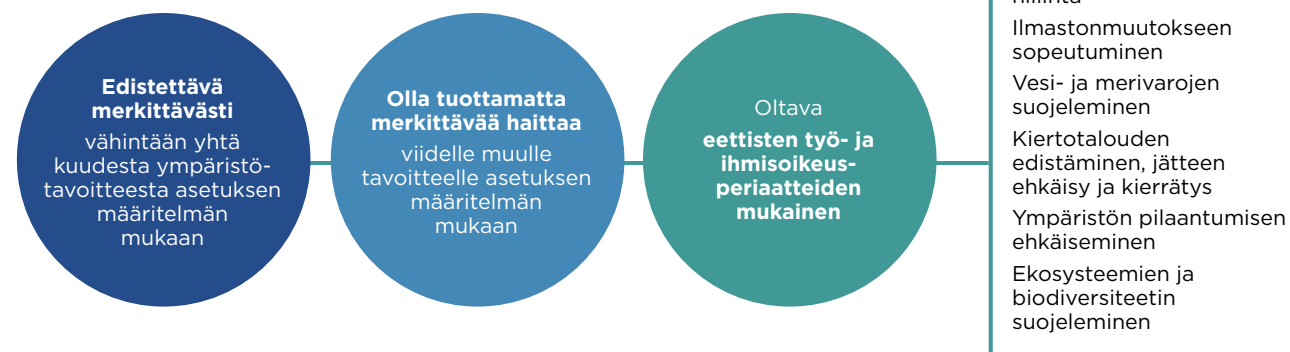 Edistettävä
merkittävästi
vähintään yhtä
kuudesta ympäristö-
tavoitteesta asetuksen
määritelmän
mukaan
Olla tuottamatta
merkittävää haittaa
viidelle muulle
tavoitteelle asetuksen
määritelmän
mukaan
Oltava
eettisten työ- ja
ihmisoikeus-
periaatteiden
mukainen
Ilmastonmuutokseen
sopeutuminen
Vesi- ja merivarojen
suojeleminen
Kiertotalouden
edistäminen, jätteen
ehkäisy ja kierrätys
Ympäristön pilaantumisen
ehkäiseminen
Ekosysteemien ja
biodiversiteetin
suojeleminen